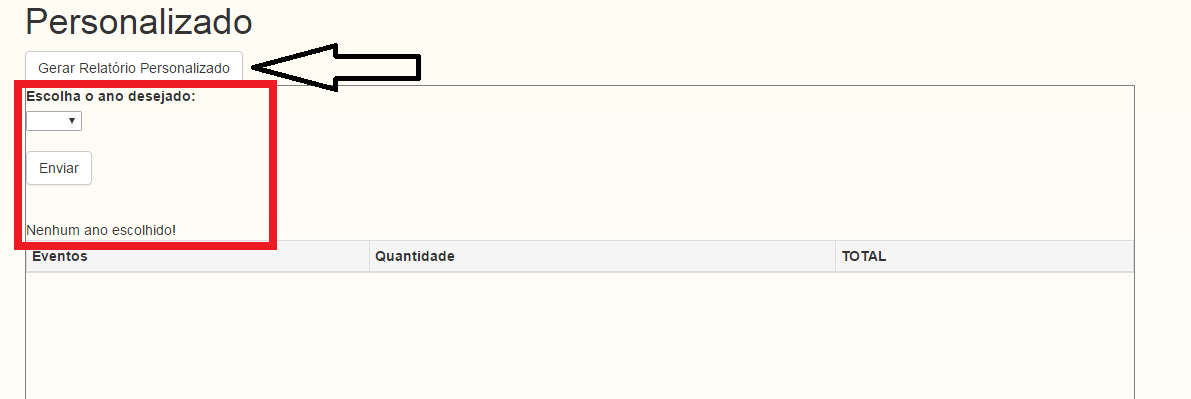 Personalizado
Gerar Relatório Personalizado
Escolha o ano desejado:
Enviar
Nenhum ano escolhido!
Eventos Quantidade TOTAL